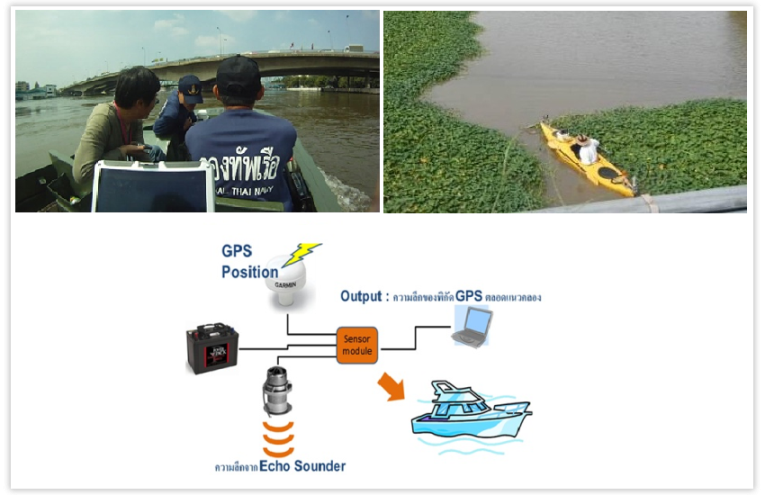 กองทัพเรือ
ROYAL THAI NAVY
GPS
Position
GARMIN
Output : ความลึกของพิกัด GPS ตลอดแนวคลอง
Sensor
module
ความลึกจาก Echo Sounder